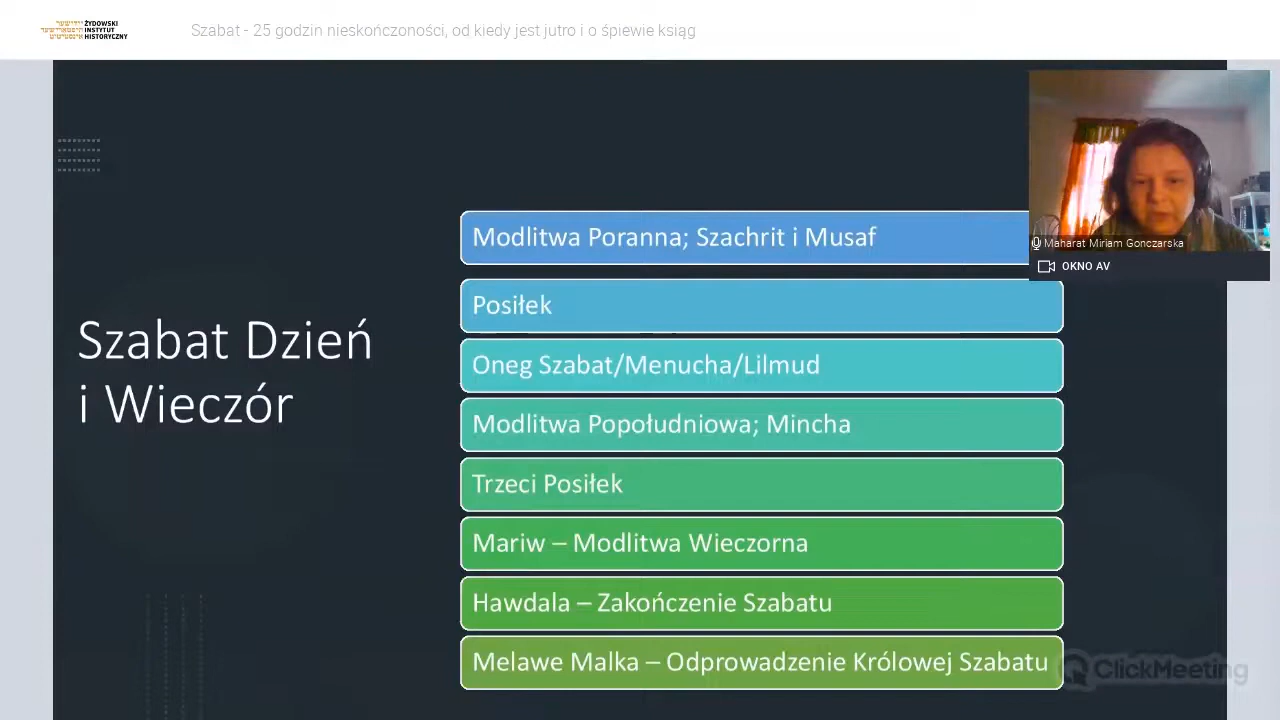 ŻYDOWSKI
INSTYTUT
HISTORYCZNY
Szabat - 25 godzin nieskończoności, od kiedy jest jutro i o śpiewie ksiąg
Szabat Dzień
i Wieczór
Modlitwa Poranna; Szachrit i Musaf
Posiłek
Oneg Szabat/Menucha/Lilmud
Modlitwa Popołudniowa; Mincha
Trzeci Posiłek
Mariw – Modlitwa Wieczorna
Hawdala – Zakończenie Szabatu
Melawe Malka – Odprowadzenie Królowej Szabatu
Maharat Miriam Gonczarska
OKNO AV
ClickMeeting